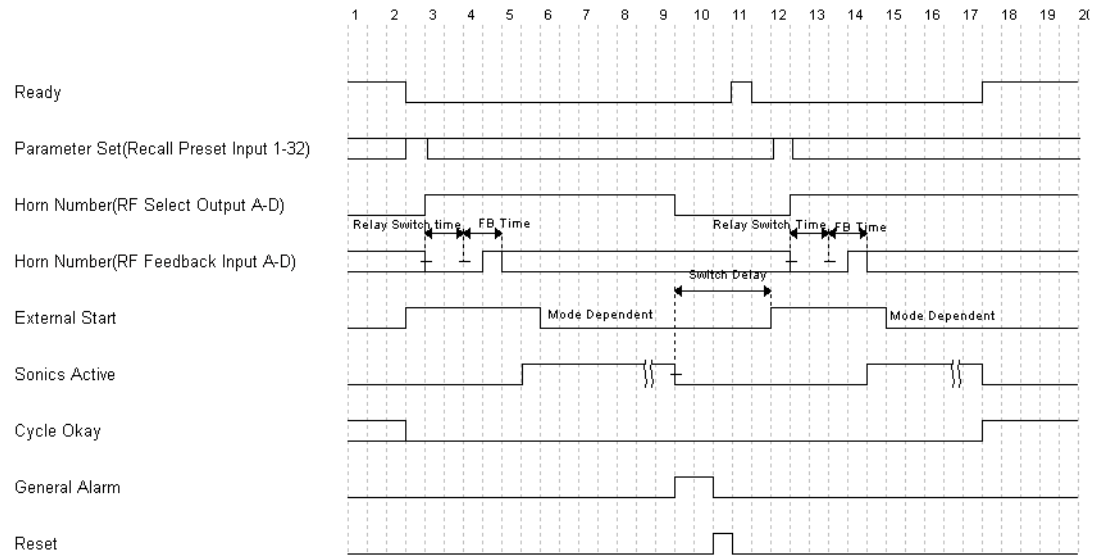 1 2 3 4 5 6 7 8 9 10 11 12 13 14 15 16 17 18 19 20
Ready
Parameter Set(Recall Preset Input 1-32)
Horn Number(RF Select Output A-D)
Relay Switch time FB Time Relay Switch Time FB Time
Horn Number(RF Feedback Input A-D)
Switch Delay
External Start Mode Dependent Mode Dependent
Sonics Active
Cycle Okay
General Alarm
Reset